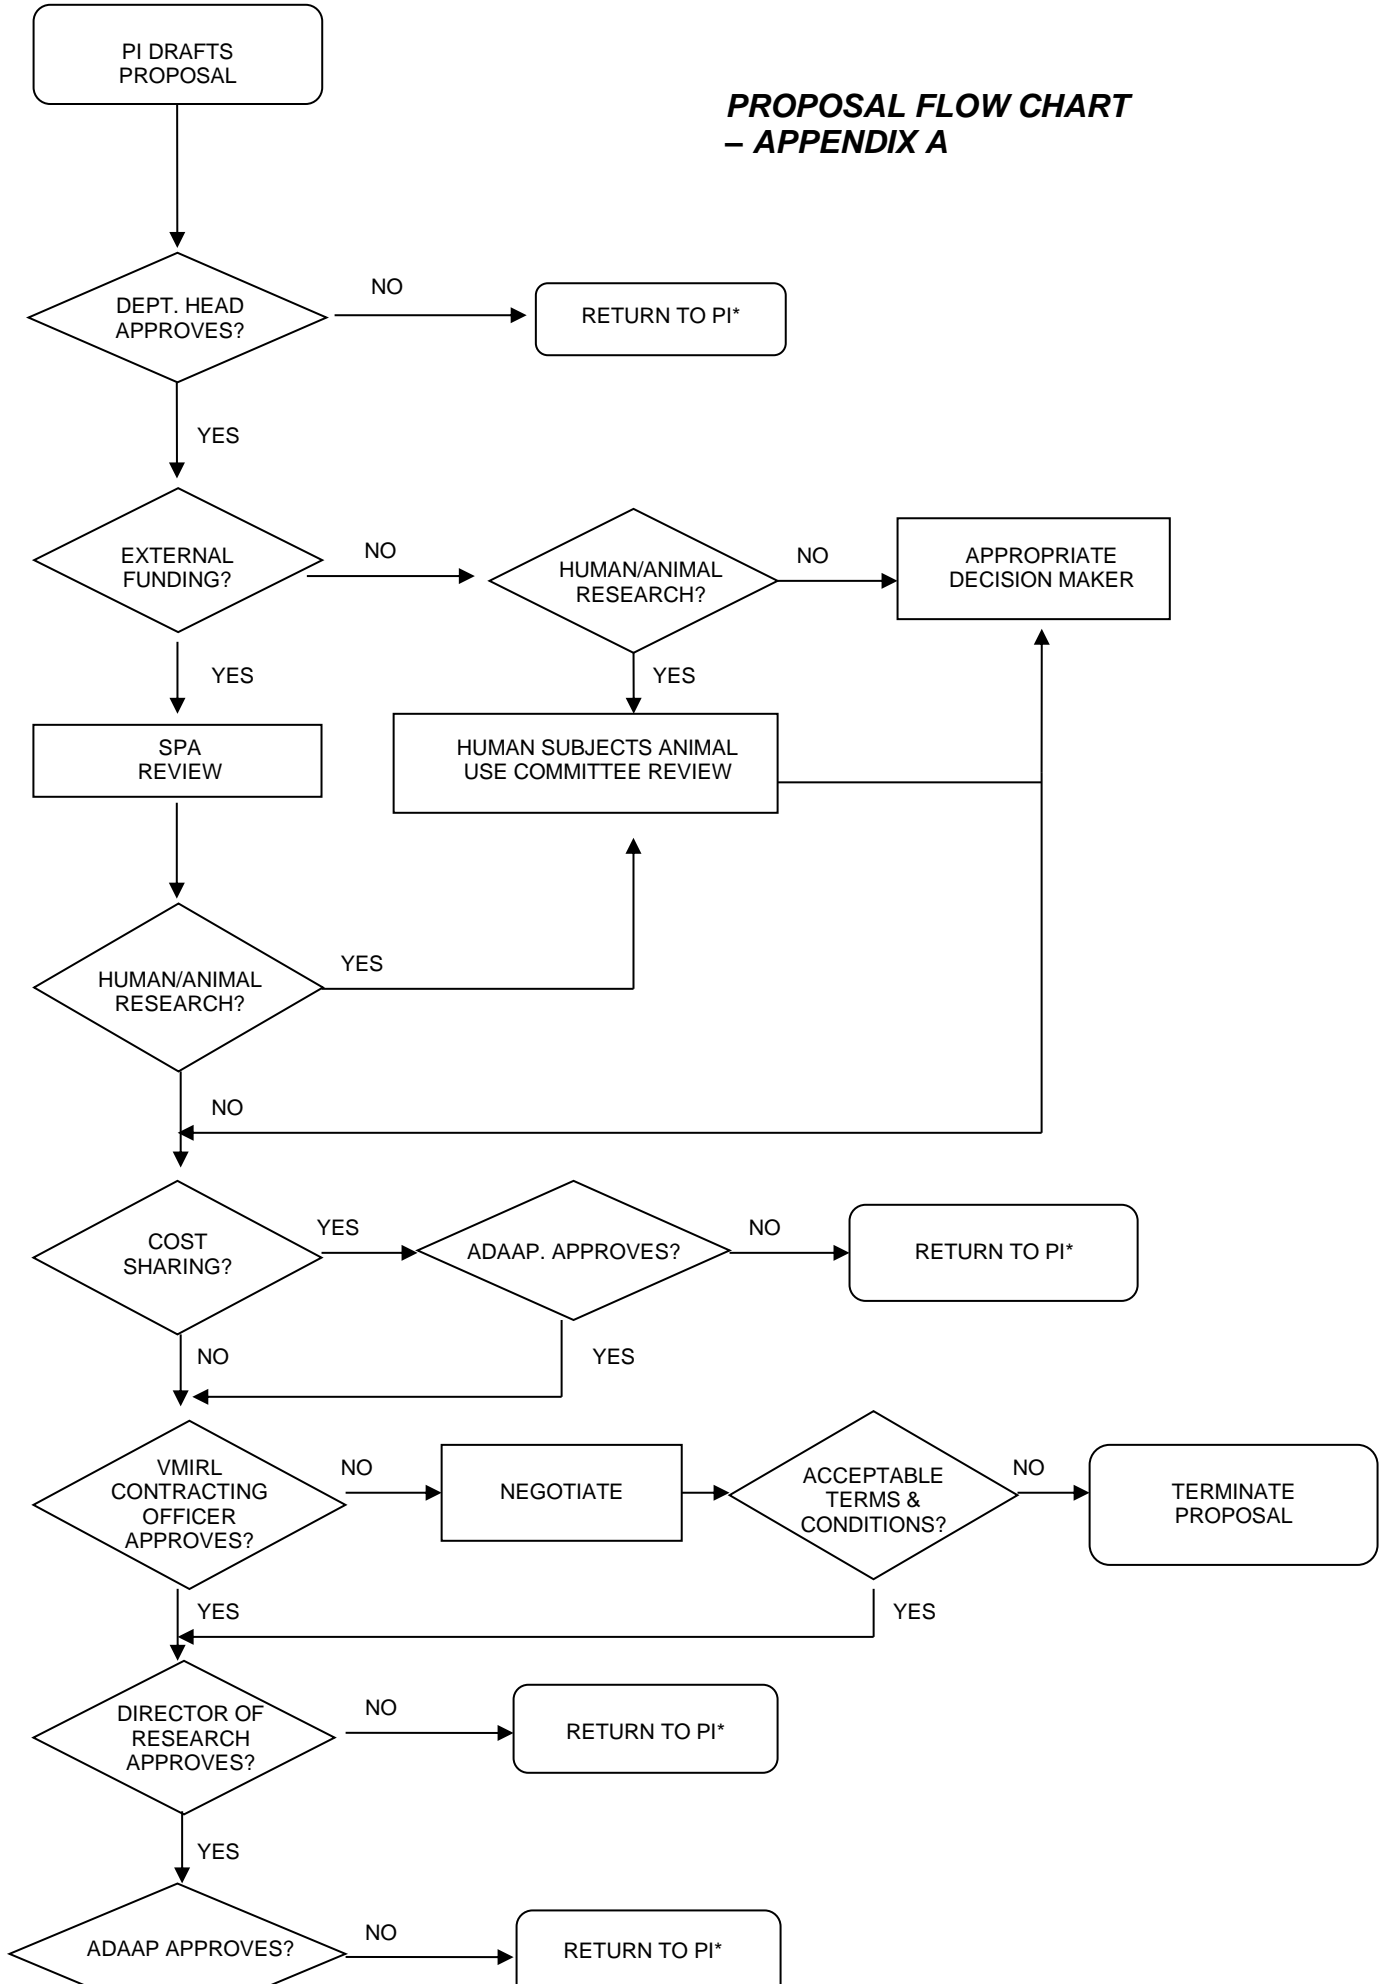 PI DRAFTS
PROPOSAL
PROPOSAL FLOW CHART
– APPENDIX A
DEPT. HEAD
APPROVES?
NO
RETURN TO PI*
YES
EXTERNAL
FUNDING?
NO
HUMAN/ANIMAL
RESEARCH?
NO
APPROPRIATE
DECISION MAKER
YES
YES
SPA
REVIEW
HUMAN SUBJECTS ANIMAL
USE COMMITTEE REVIEW
HUMAN/ANIMAL
RESEARCH?
YES
NO
COST
SHARING?
YES
ADAAP. APPROVES?
NO
RETURN TO PI*
NO
YES
VMIRL
CONTRACTING
OFFICER
APPROVES?
NO
NEGOTIATE
ACCEPTABLE
TERMS &
CONDITIONS?
NO
TERMINATE
PROPOSAL
YES
YES
DIRECTOR OF
RESEARCH
APPROVES?
NO
RETURN TO PI*
YES
ADAAP APPROVES?
NO
RETURN TO PI*